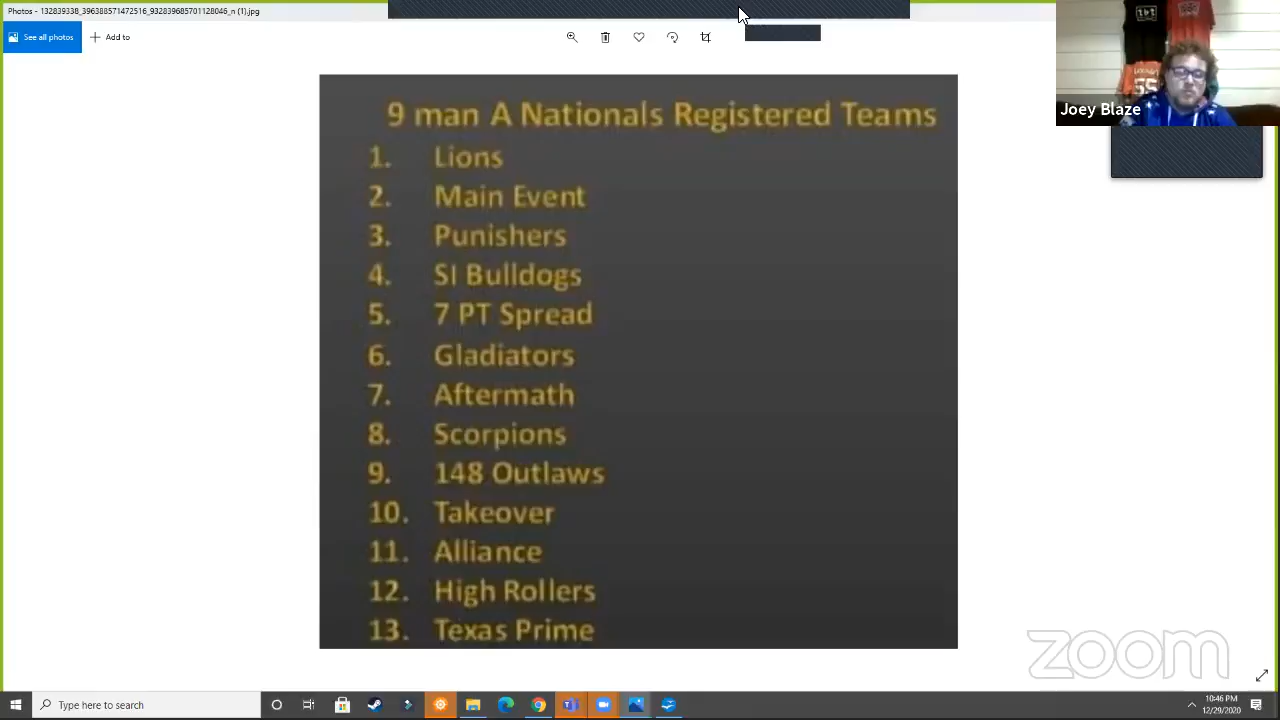 Photos - 132839338_396388571472516_932839685701128046_n (1).jpg
See all photos
Add to
Joey Blaze
9 man A Nationals Registered Teams
1. Lions
2. Main Event
3. Punishers
4. SI Bulldogs
5. 7 PT Spread
6. Gladiators
7. Aftermath
8. Scorpions
9. 148 Outlaws
10. Takeover
11. Alliance
12. High Rollers
13. Texas Prime
zoom
Type here to search
10:46 PM
12/29/2020